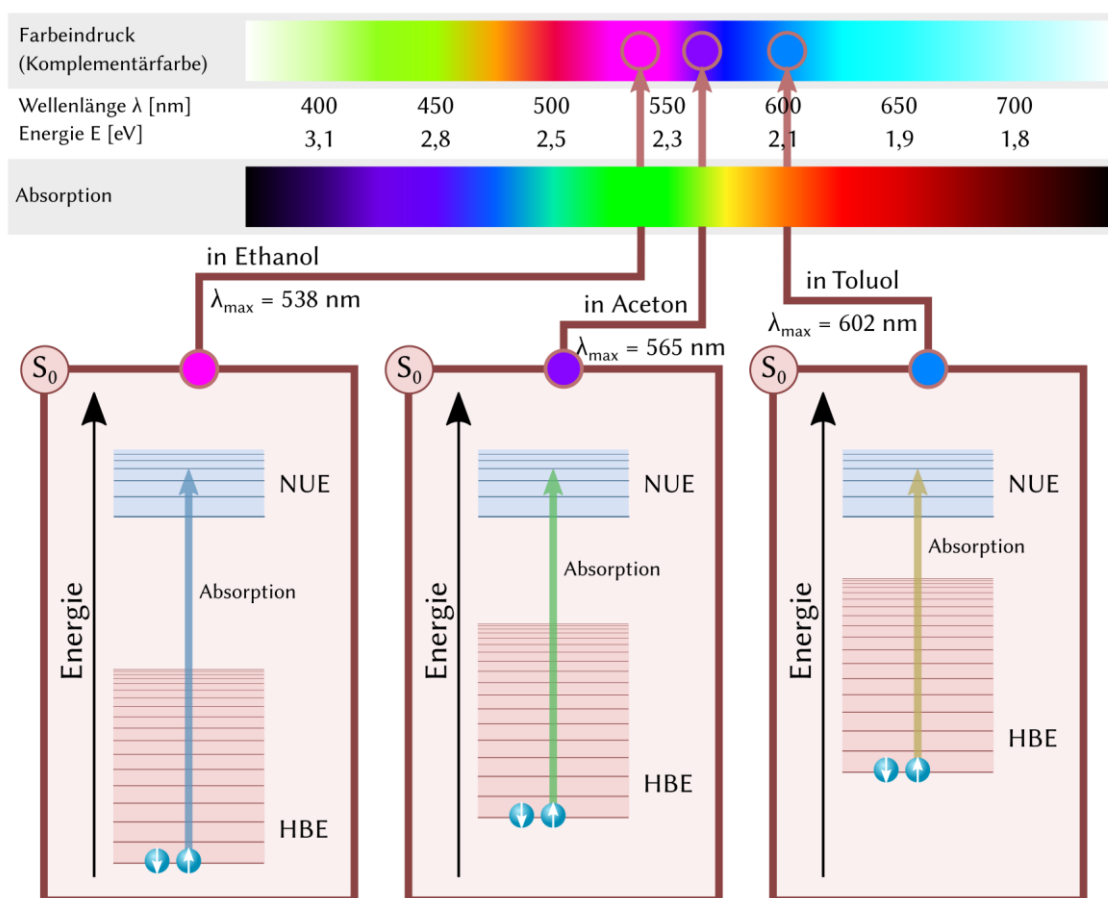 Farbeindruck
(Komplementärfarbe)
Wellenlänge λ [nm] 400 450 500 550 600 650 700
Energie E [eV] 3,1 2,8 2,5 2,3 2,1 1,9 1,8
Absorption
in Ethanol
λmax = 538 nm
in Aceton
λmax = 565 nm
in Toluol
λmax = 602 nm
S0
Energie
NUE
Absorption
HBE
S0
Energie
NUE
Absorption
HBE
S0
Energie
NUE
Absorption
HBE